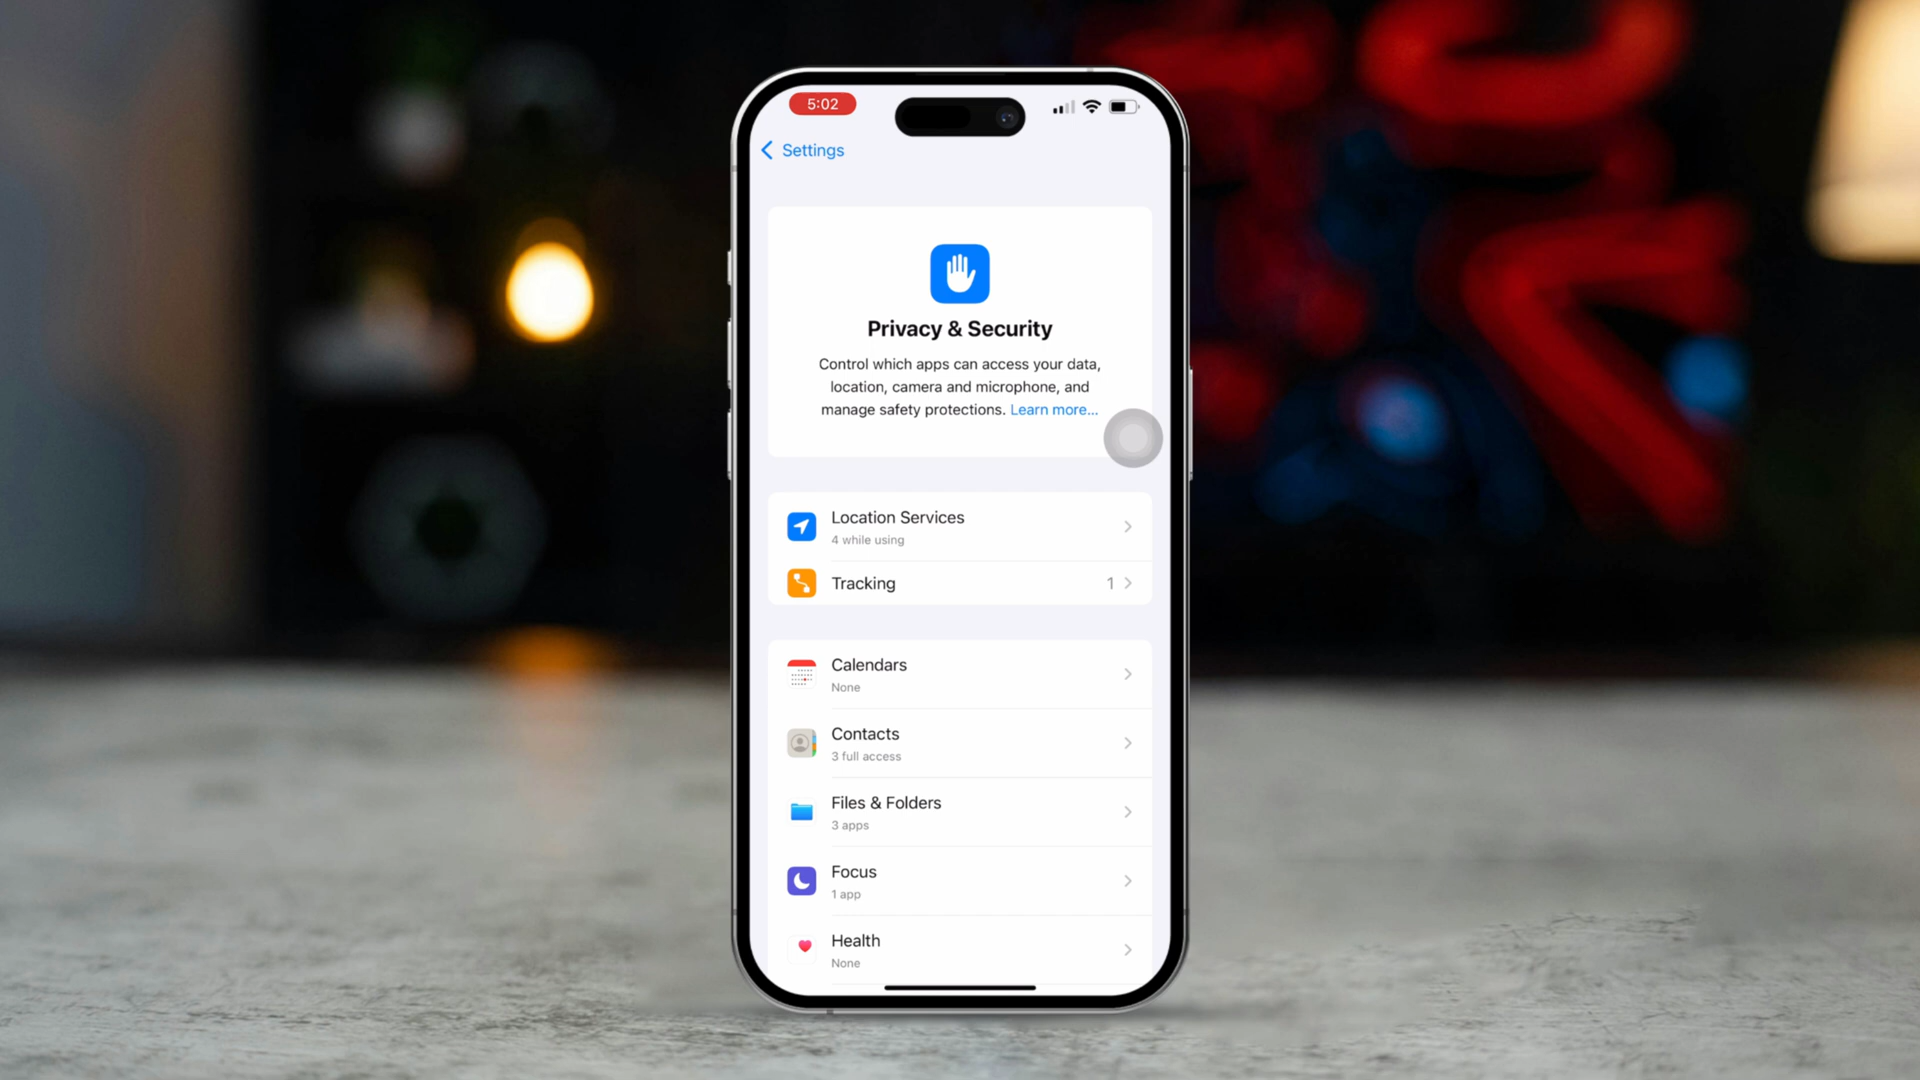 5:02
Settings
Privacy & Security
Control which apps can access your data,
location, camera and microphone, and
manage safety protections. Learn more...
Location Services
4 while using
Tracking
1
Calendars
None
Contacts
3 full access
Files & Folders
3 apps
Focus
1 app
Health
None